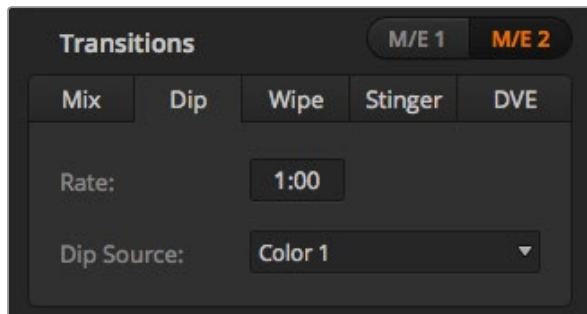 Transitions M/E 1 M/E 2
Mix Dip Wipe Stinger DVE
Rate: 1:00
Dip Source: Color 1